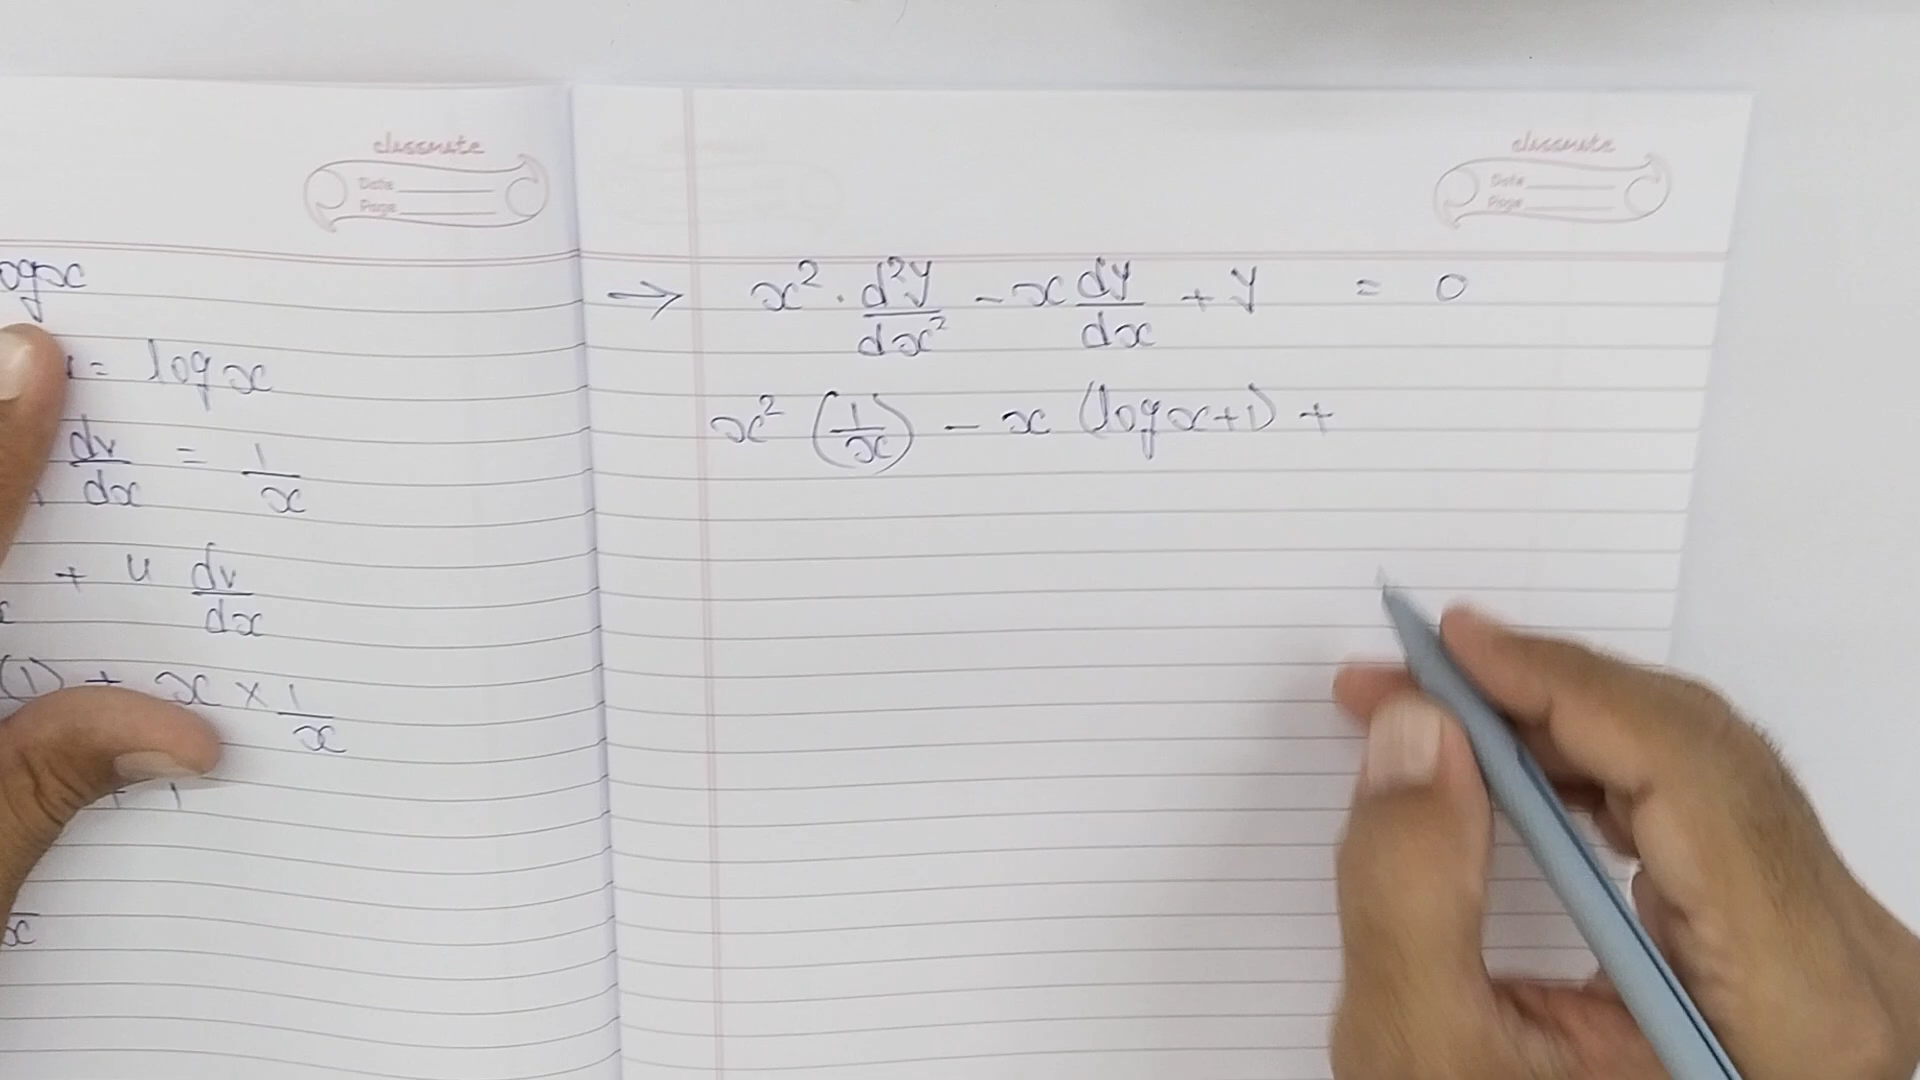 classmate
Date
Page
ogx
= log x
dv/dx = 1/x
+ u dv/dx
(1) + x × 1/x
+ 1
x
classmate
Date
Page
→ x² · d²y/dx² - x dy/dx + y = 0
x² (1/x) - x (log x+1) +